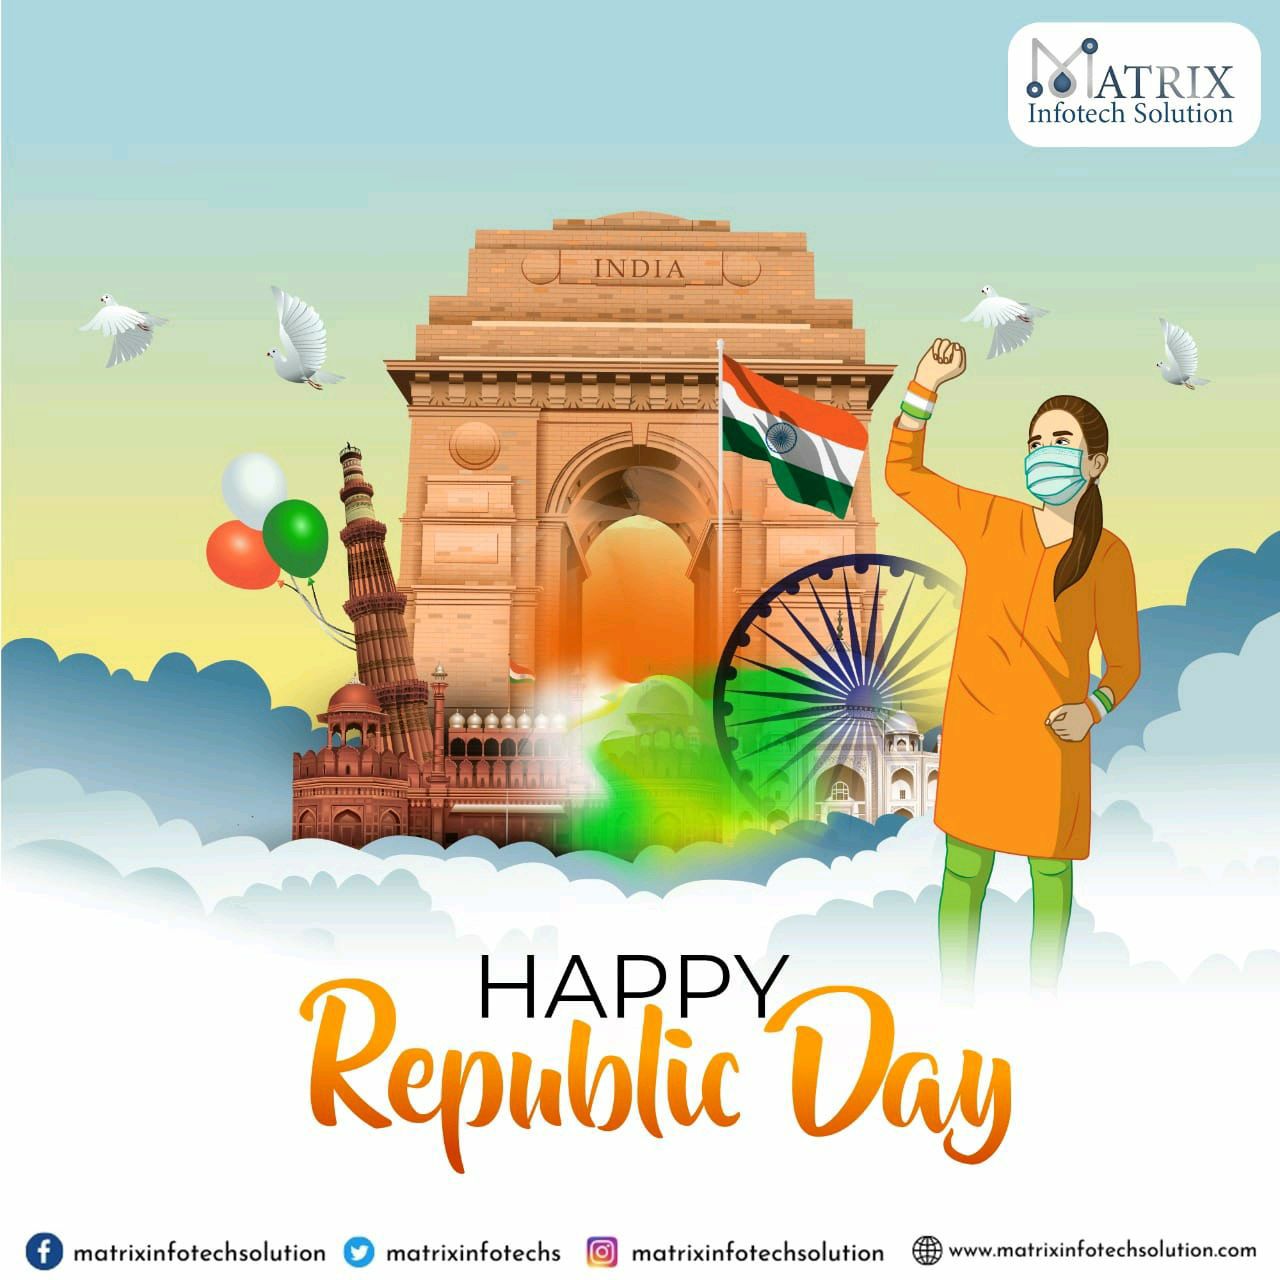 MATRIX
Infotech Solution
INDIA
HAPPY
Republic Day
matrixinfotechsolution matrixinfotechs matrixinfotechsolution www.matrixinfotechsolution.com